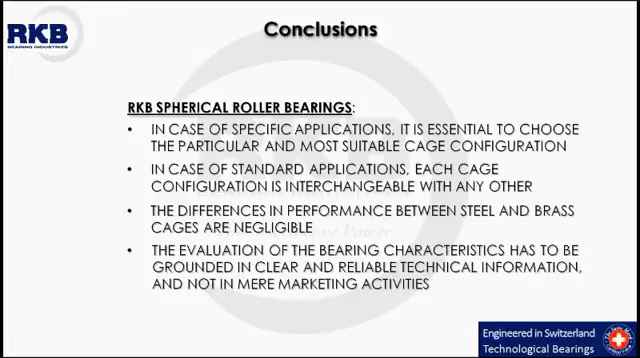 RKB
BEARING INDUSTRIES
Conclusions
RKB SPHERICAL ROLLER BEARINGS:
• IN CASE OF SPECIFIC APPLICATIONS, IT IS ESSENTIAL TO CHOOSE
THE PARTICULAR AND MOST SUITABLE CAGE CONFIGURATION
• IN CASE OF STANDARD APPLICATIONS, EACH CAGE
CONFIGURATION IS INTERCHANGEABLE WITH ANY OTHER
• THE DIFFERENCES IN PERFORMANCE BETWEEN STEEL AND BRASS
CAGES ARE NEGLIGIBLE
• THE EVALUATION OF THE BEARING CHARACTERISTICS HAS TO BE
GROUNDED IN CLEAR AND RELIABLE TECHNICAL INFORMATION,
AND NOT IN MERE MARKETING ACTIVITIES
RKB
Power
Engineered in Switzerland
Technological Bearings